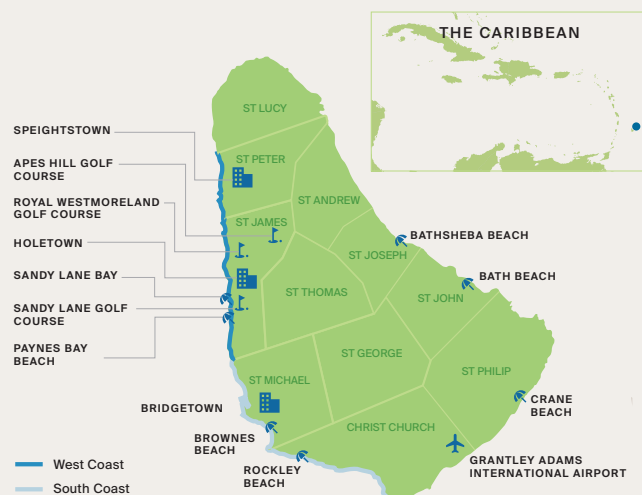 THE CARIBBEAN
ST LUCY
SPEIGHTSTOWN
ST PETER
APES HILL GOLF
COURSE
ST ANDREW
ROYAL WESTMORELAND
GOLF COURSE
ST JAMES
BATHSHEBA BEACH
HOLETOWN
ST JOSEPH
SANDY LANE BAY
BATH BEACH
ST THOMAS
ST JOHN
SANDY LANE GOLF
COURSE
PAYNES BAY
BEACH
ST GEORGE
ST PHILIP
ST MICHAEL
CRANE
BEACH
BRIDGETOWN
CHRIST CHURCH
BROWNES
BEACH
GRANTLEY ADAMS
INTERNATIONAL AIRPORT
ROCKLEY
BEACH
West Coast
South Coast